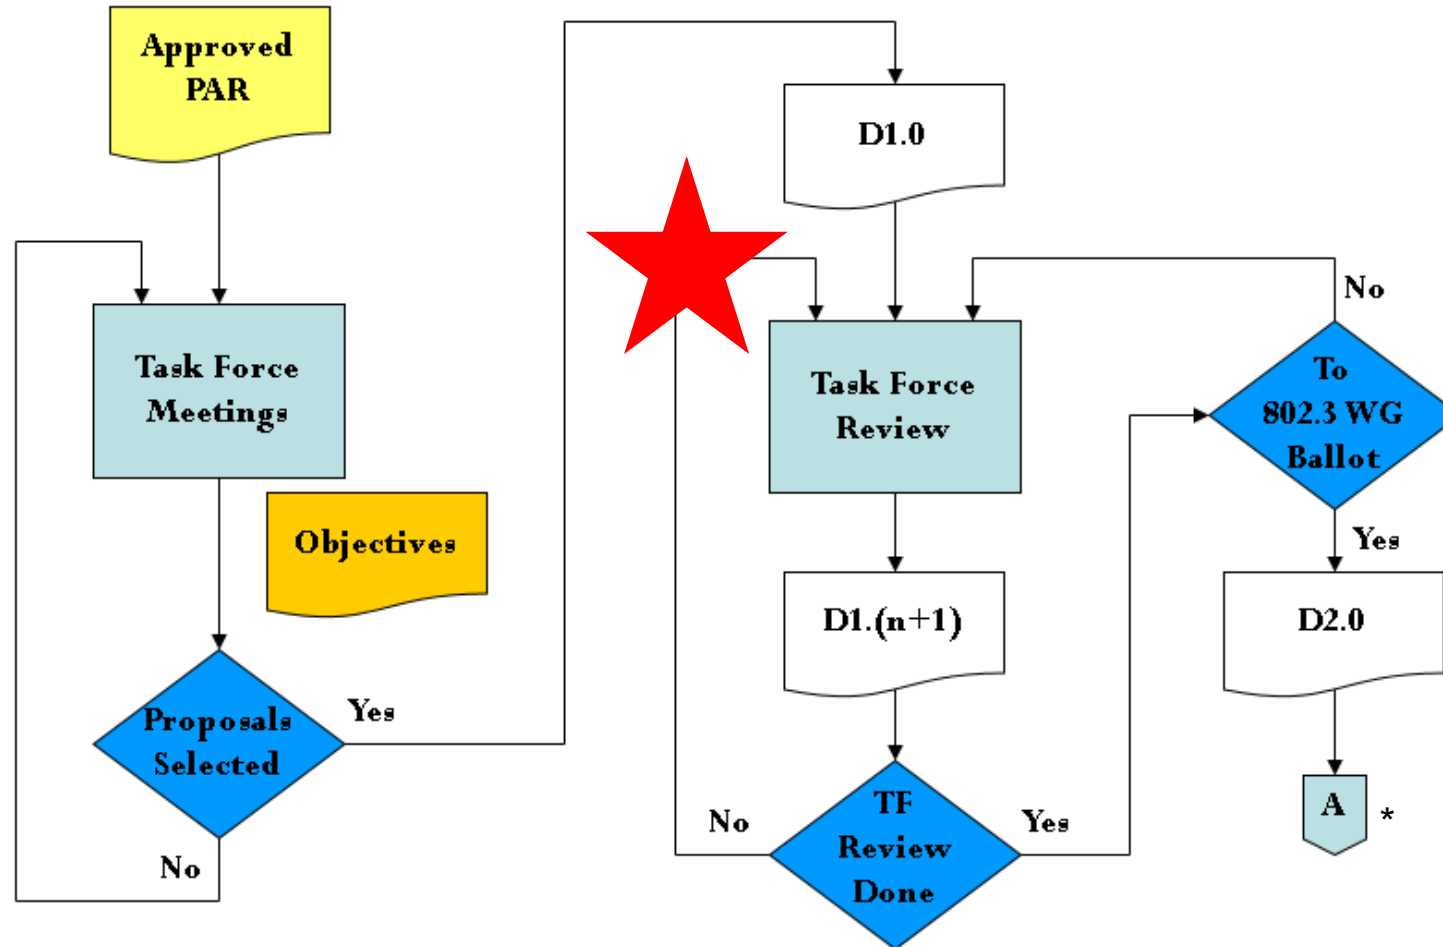 Approved
PAR
Task Force
Meetings
Objectives
Proposals
Selected
Yes
No
D1.0
Task Force
Review
D1.(n+1)
TF
Review
Done
No
Yes
To
802.3 WG
Ballot
No
Yes
D2.0
A *